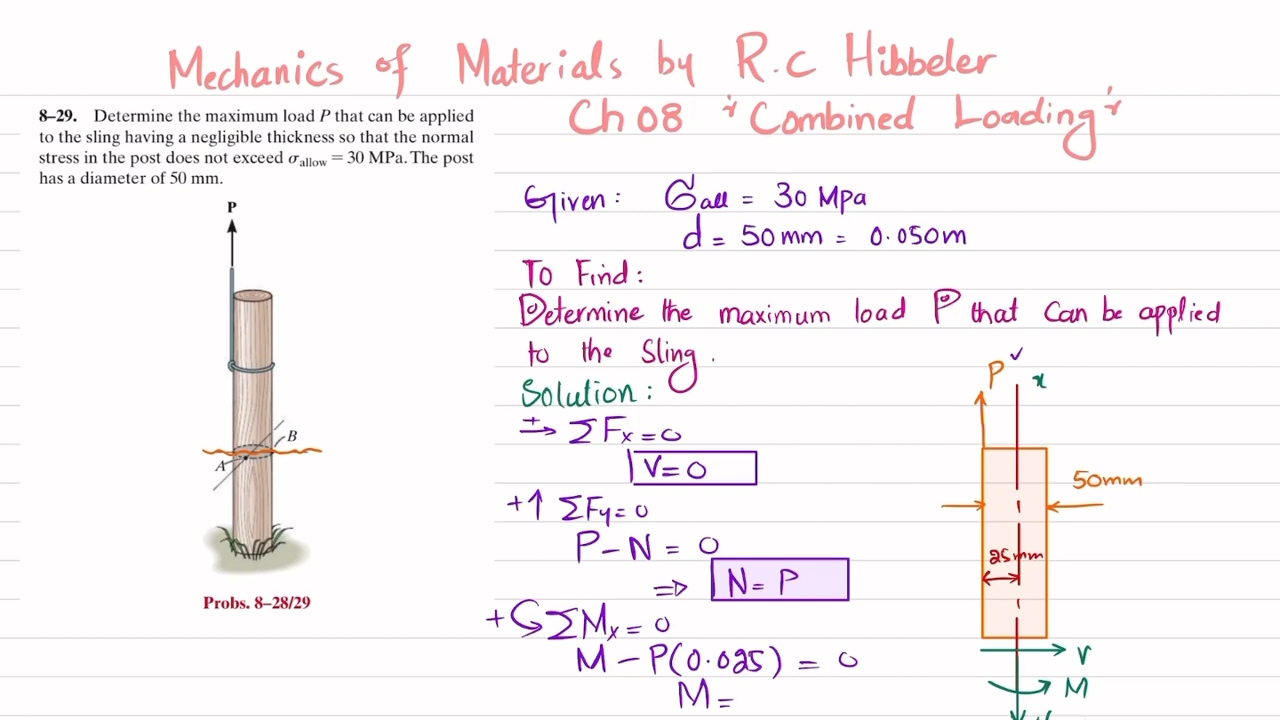 Mechanics of Materials by R.C Hibbeler
Ch 08 "Combined Loading"
8–29. Determine the maximum load P that can be applied
to the sling having a negligible thickness so that the normal
stress in the post does not exceed σallow = 30 MPa. The post
has a diameter of 50 mm.
P
B
A
Probs. 8–28/29
Given: σall = 30 Mpa
d = 50mm = 0.050m
To Find:
Determine the maximum load P that Can be applied
to the Sling.
Solution:
+→ ΣFx = 0
V = 0
+↑ ΣFy = 0
P – N = 0
⇒ N = P
+ ΣMx = 0
M – P(0.025) = 0
M =
P
x
50mm
25mm
V
M